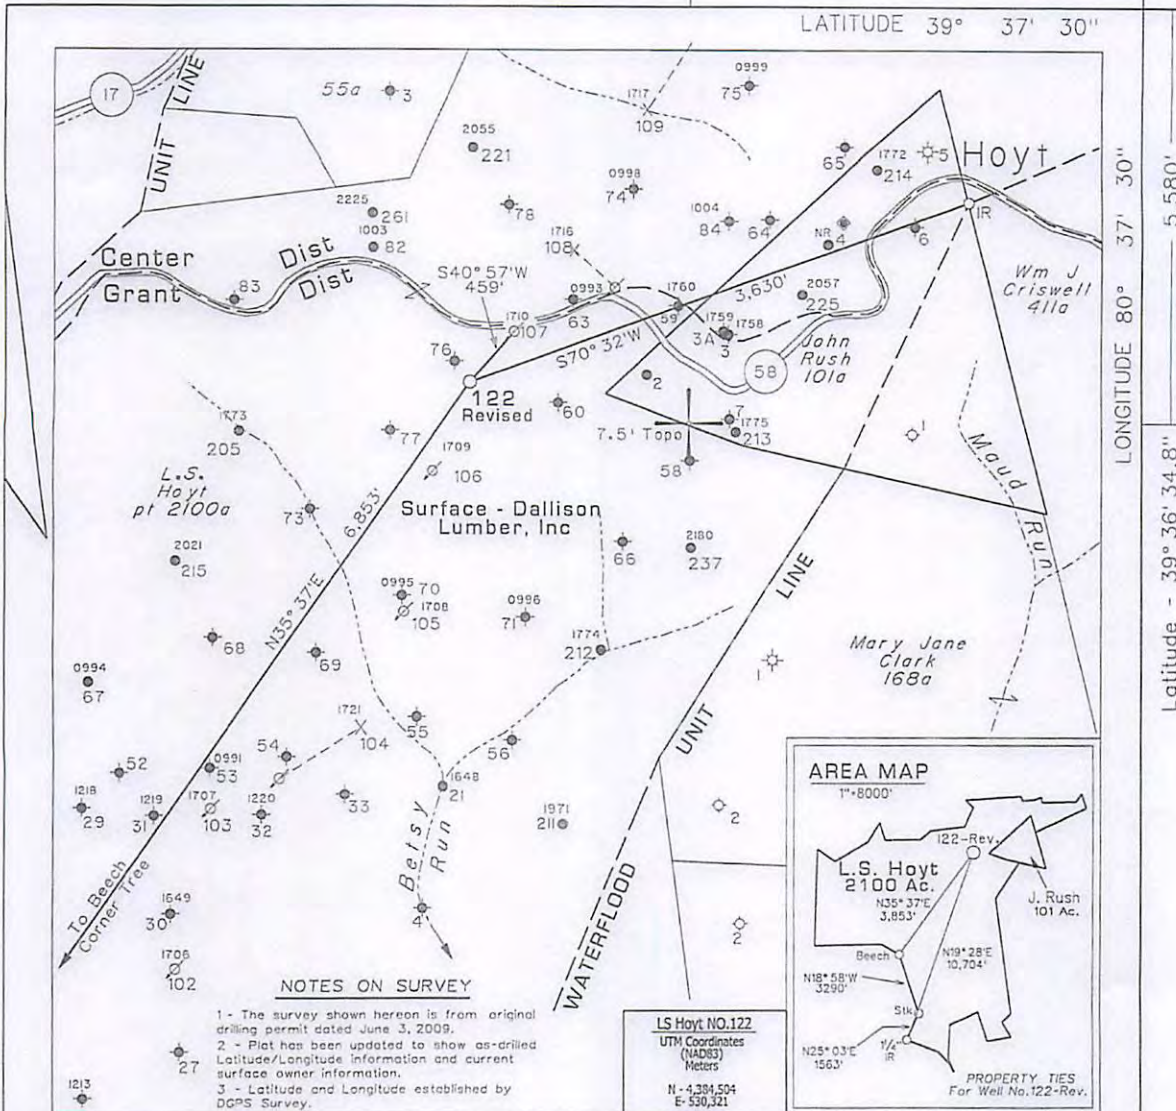 LATITUDE 39° 37' 30"
LONGITUDE 80° 37' 30"
5,580'
Latitude - 39° 36' 34.8"
17
UNIT LINE
55a
3
0999
75
1717
109
2055
221
65
1772
214
5
Hoyt
IR
2225
261
1003
82
78
0998
74
1716
108
1004
84
64
NR
4
6
Center
Grant
Dist
Dist
S40° 57'W
459'
83
0993
63
1760
59
3,630'
2057
225
Wm J
Criswell
411a
1710
107
S70° 32'W
1759
3A
1758
3
John
Rush
101a
58
76
122
Revised
2
60
7
1775
213
7.5' Topo
58
1
1773
205
77
1709
106
L.S.
Hoyt
pt 2100a
6,853'
N35° 37'E
73
Surface - Dallison
Lumber, Inc
Maud Run
2021
215
66
2180
237
0995
70
1708
105
0996
71
1774
212
68
69
0994
67
Mary Jane
Clark
168a
1
1721
104
55
56
54
52
0991
53
1218
29
1219
31
1707
103
1220
32
33
1648
21
1971
211
2
2
Betsy
Run
4
WATERFLOOD UNIT LINE
To Beech
Corner Tree
1649
30
1706
102
27
1213
NOTES ON SURVEY
1 - The survey shown hereon is from original
drilling permit dated June 3, 2009.
2 - Plat has been updated to show as-drilled
Latitude/Longitude information and current
surface owner information.
3 - Latitude and Longitude established by
DGPS Survey.
LS Hoyt NO.122
UTM Coordinates
(NAD83)
Meters
N - 4,384,504
E- 530,321
AREA MAP
1"=8000'
122-Rev.
L.S. Hoyt
2100 Ac.
N35° 37'E
3,853'
J. Rush
101 Ac.
Beech
N19° 28'E
10,704'
N18° 58'W
3290'
Stk
N25° 03'E
1563'
1¼"
IR
PROPERTY TIES
For Well No.122-Rev.